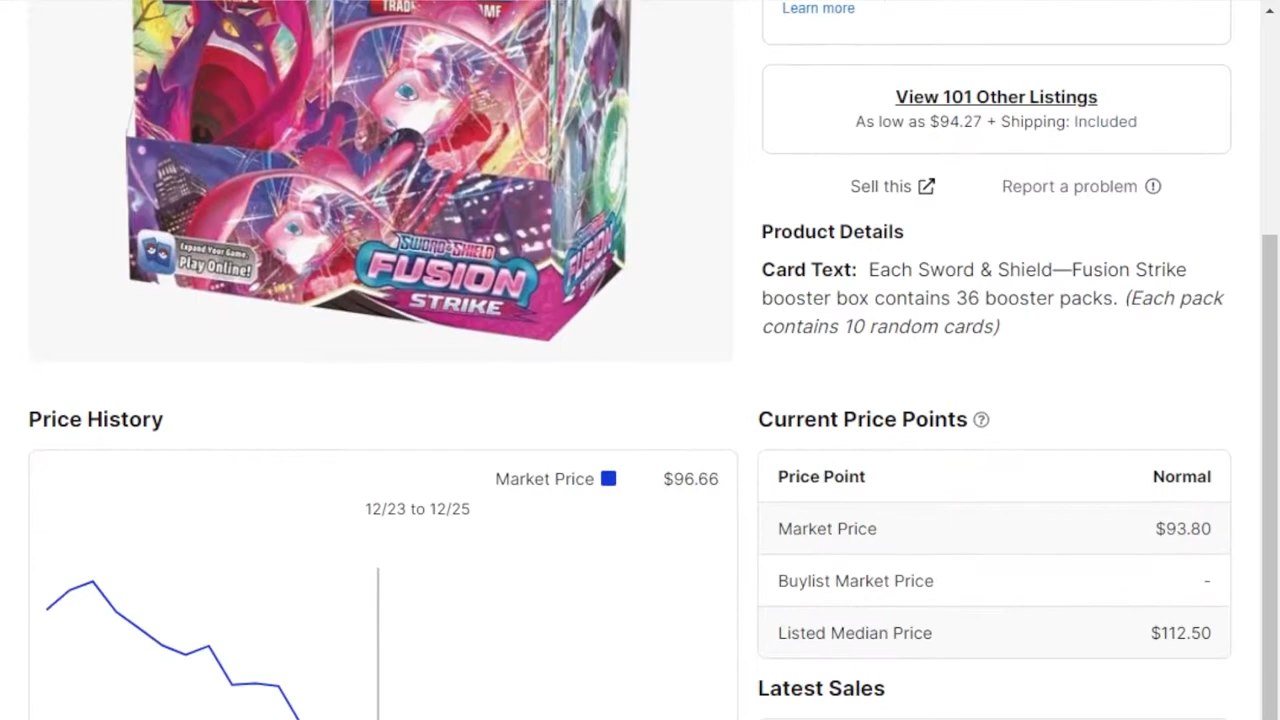 Learn more
View 101 Other Listings
As low as $94.27 + Shipping: Included
Sell this
Report a problem
Product Details
Card Text: Each Sword & Shield—Fusion Strike
booster box contains 36 booster packs. (Each pack
contains 10 random cards)
TRAD
ME
Expand Your Game.
Play Online!
SWORD & SHIELD
FUSION
STRIKE
FUSION
Price History
Market Price $96.66
12/23 to 12/25
Current Price Points
Price Point Normal
Market Price $93.80
Buylist Market Price -
Listed Median Price $112.50
Latest Sales